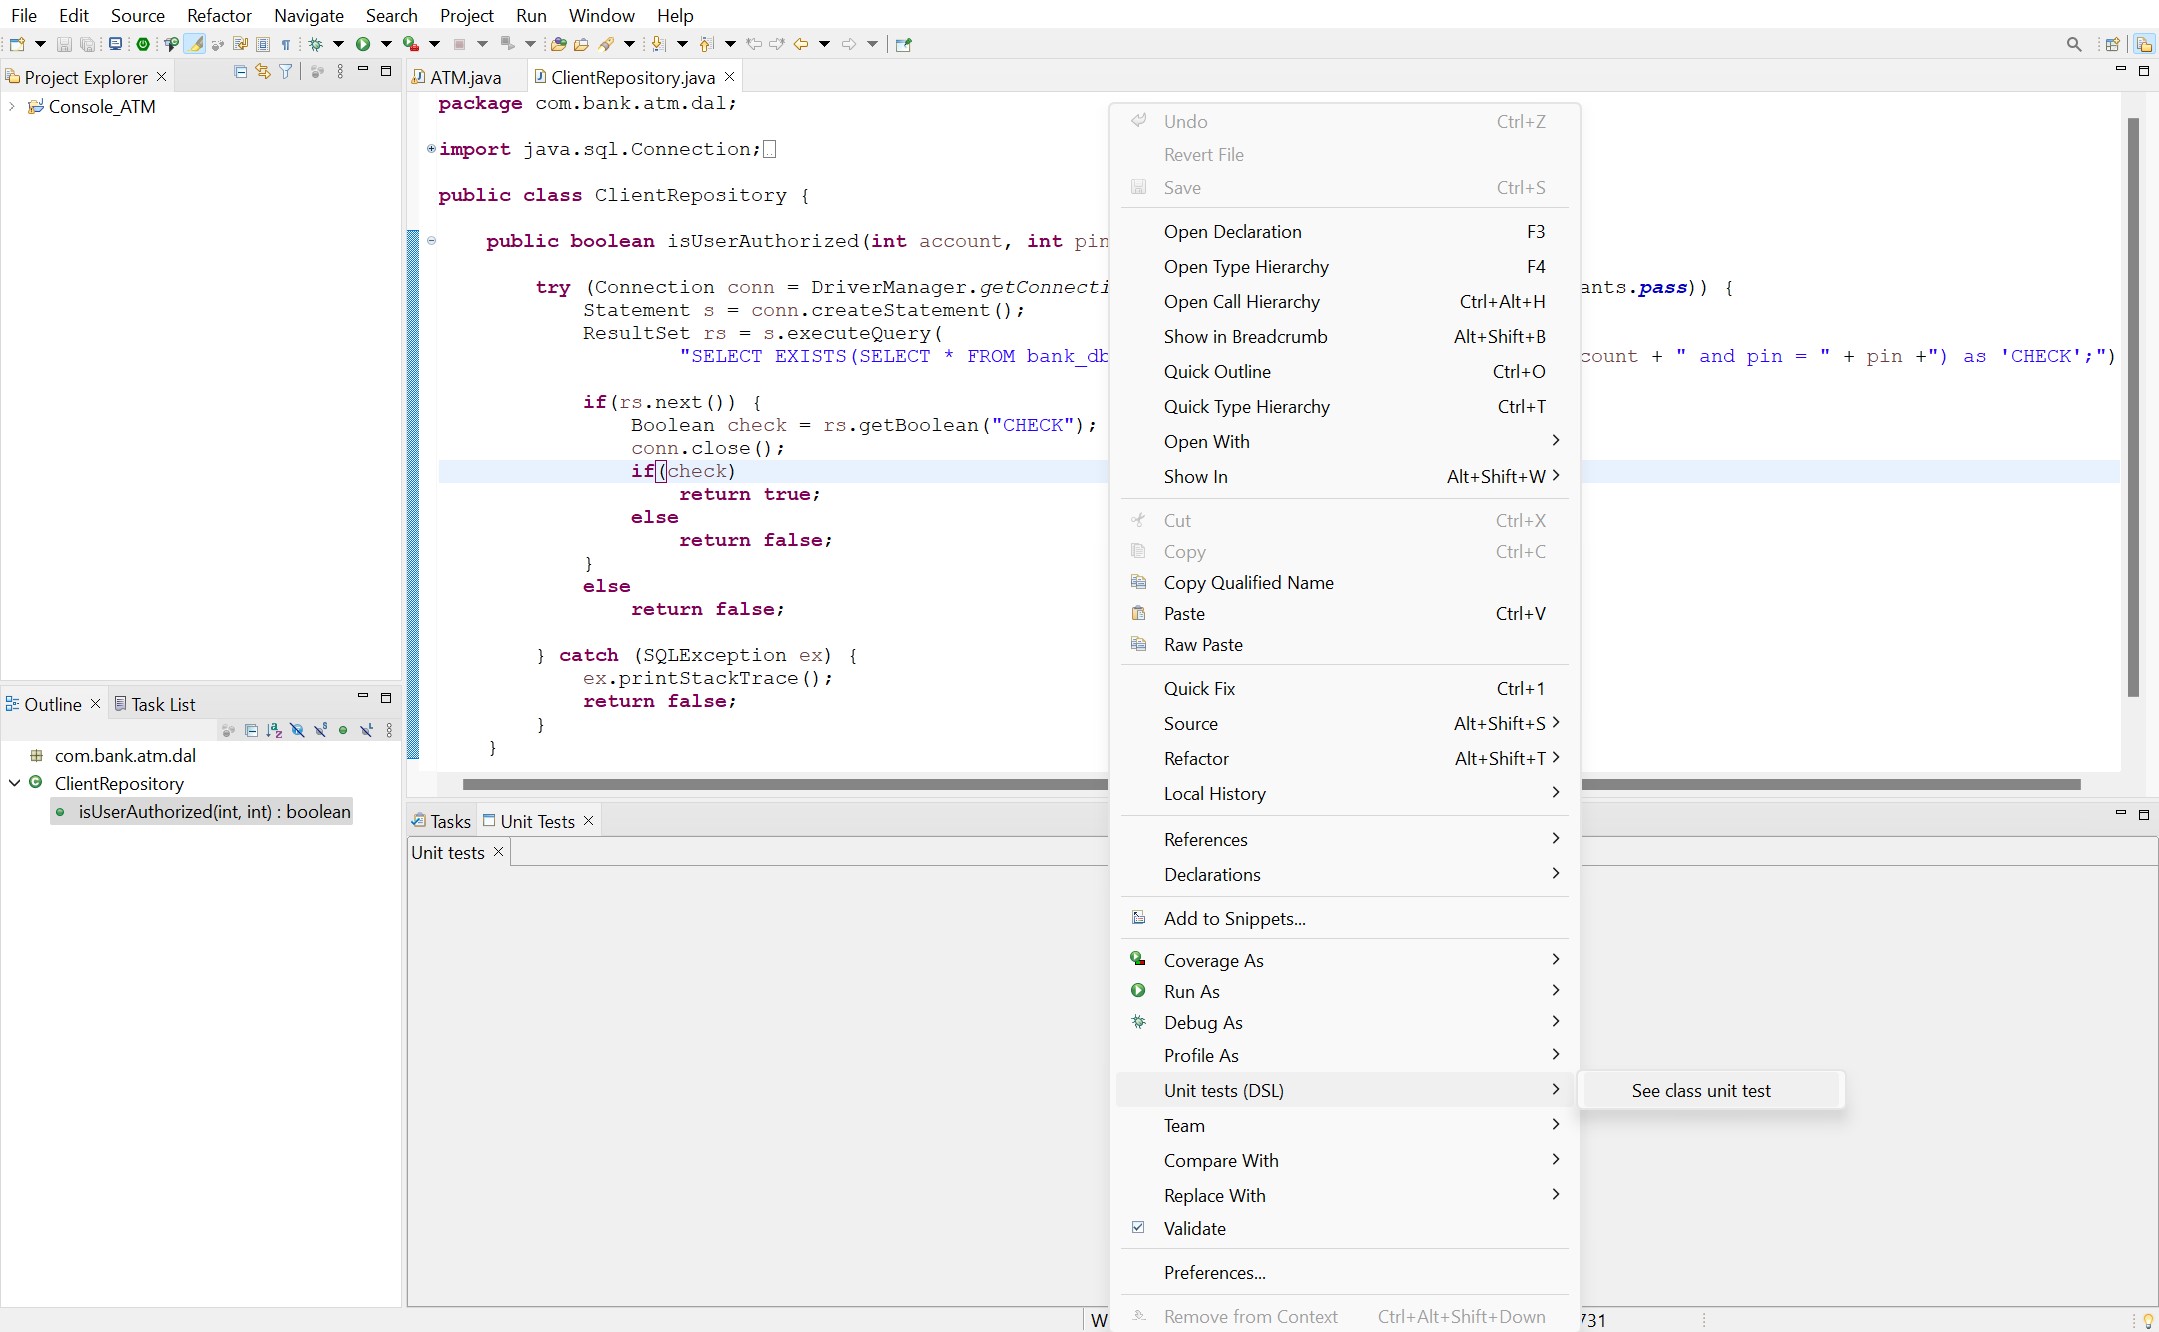 File Edit Source Refactor Navigate Search Project Run Window Help
Project Explorer
Console_ATM
ATM.java
ClientRepository.java
package com.bank.atm.dal;
import java.sql.Connection;
public class ClientRepository {
public boolean isUserAuthorized(int account, int pin
try (Connection conn = DriverManager.getConnecti
ants.pass)) {
Statement s = conn.createStatement();
ResultSet rs = s.executeQuery(
"SELECT EXISTS(SELECT * FROM bank_db
count + " and pin = " + pin +") as 'CHECK';")
if(rs.next()) {
Boolean check = rs.getBoolean("CHECK");
conn.close();
if(check)
return true;
else
return false;
}
else
return false;
} catch (SQLException ex) {
ex.printStackTrace();
return false;
}
}
Outline
Task List
com.bank.atm.dal
ClientRepository
isUserAuthorized(int, int) : boolean
Tasks
Unit Tests
Unit tests
Undo Ctrl+Z
Revert File
Save Ctrl+S
Open Declaration F3
Open Type Hierarchy F4
Open Call Hierarchy Ctrl+Alt+H
Show in Breadcrumb Alt+Shift+B
Quick Outline Ctrl+O
Quick Type Hierarchy Ctrl+T
Open With
Show In Alt+Shift+W
Cut Ctrl+X
Copy Ctrl+C
Copy Qualified Name
Paste Ctrl+V
Raw Paste
Quick Fix Ctrl+1
Source Alt+Shift+S
Refactor Alt+Shift+T
Local History
References
Declarations
Add to Snippets...
Coverage As
Run As
Debug As
Profile As
Unit tests (DSL)
See class unit test
Team
Compare With
Replace With
Validate
Preferences...
Remove from Context Ctrl+Alt+Shift+Down
W
731